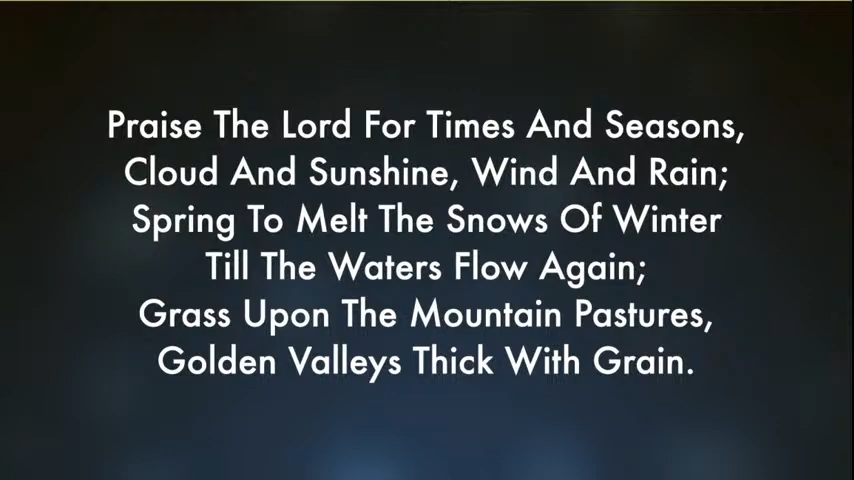 Praise The Lord For Times And Seasons,
Cloud And Sunshine, Wind And Rain;
Spring To Melt The Snows Of Winter
Till The Waters Flow Again;
Grass Upon The Mountain Pastures,
Golden Valleys Thick With Grain.